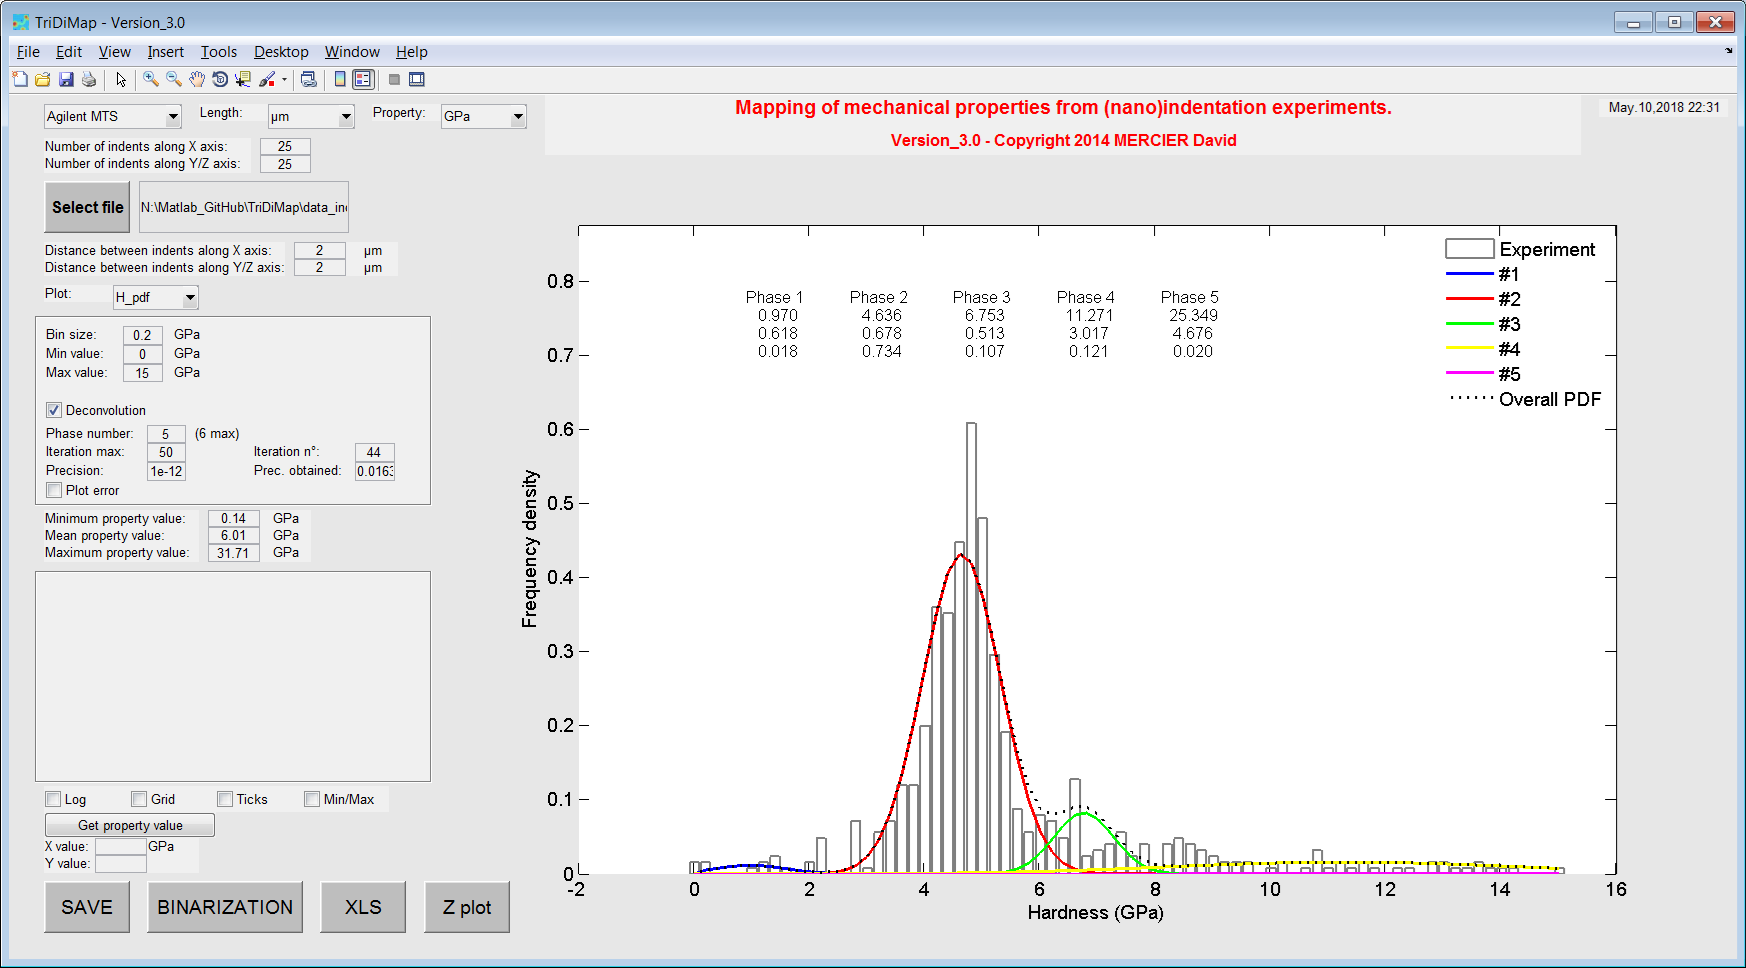 TriDiMap - Version_3.0
File Edit View Insert Tools Desktop Window Help
Agilent MTS Length: µm Property: GPa
Number of indents along X axis: 25
Number of indents along Y/Z axis: 25
Select file N:\Matlab_GitHub\TriDiMap\data_in
Distance between indents along X axis: 2 µm
Distance between indents along Y/Z axis: 2 µm
Plot: H_pdf
Bin size: 0.2 GPa
Min value: 0 GPa
Max value: 15 GPa
Deconvolution
Phase number: 5 (6 max)
Iteration max: 50 Iteration n°: 44
Precision: 1e-12 Prec. obtained: 0.0163
Plot error
Minimum property value: 0.14 GPa
Mean property value: 6.01 GPa
Maximum property value: 31.71 GPa
Log Grid Ticks Min/Max
Get property value
X value: GPa
Y value:
SAVE BINARIZATION XLS Z plot
Mapping of mechanical properties from (nano)indentation experiments.
Version_3.0 - Copyright 2014 MERCIER David
May.10,2018 22:31
Phase 1 Phase 2 Phase 3 Phase 4 Phase 5
0.970 4.636 6.753 11.271 25.349
0.618 0.678 0.513 3.017 4.676
0.018 0.734 0.107 0.121 0.020
Experiment
#1
#2
#3
#4
#5
Overall PDF
Frequency density
0.8
0.7
0.6
0.5
0.4
0.3
0.2
0.1
0
-2 0 2 4 6 8 10 12 14 16
Hardness (GPa)